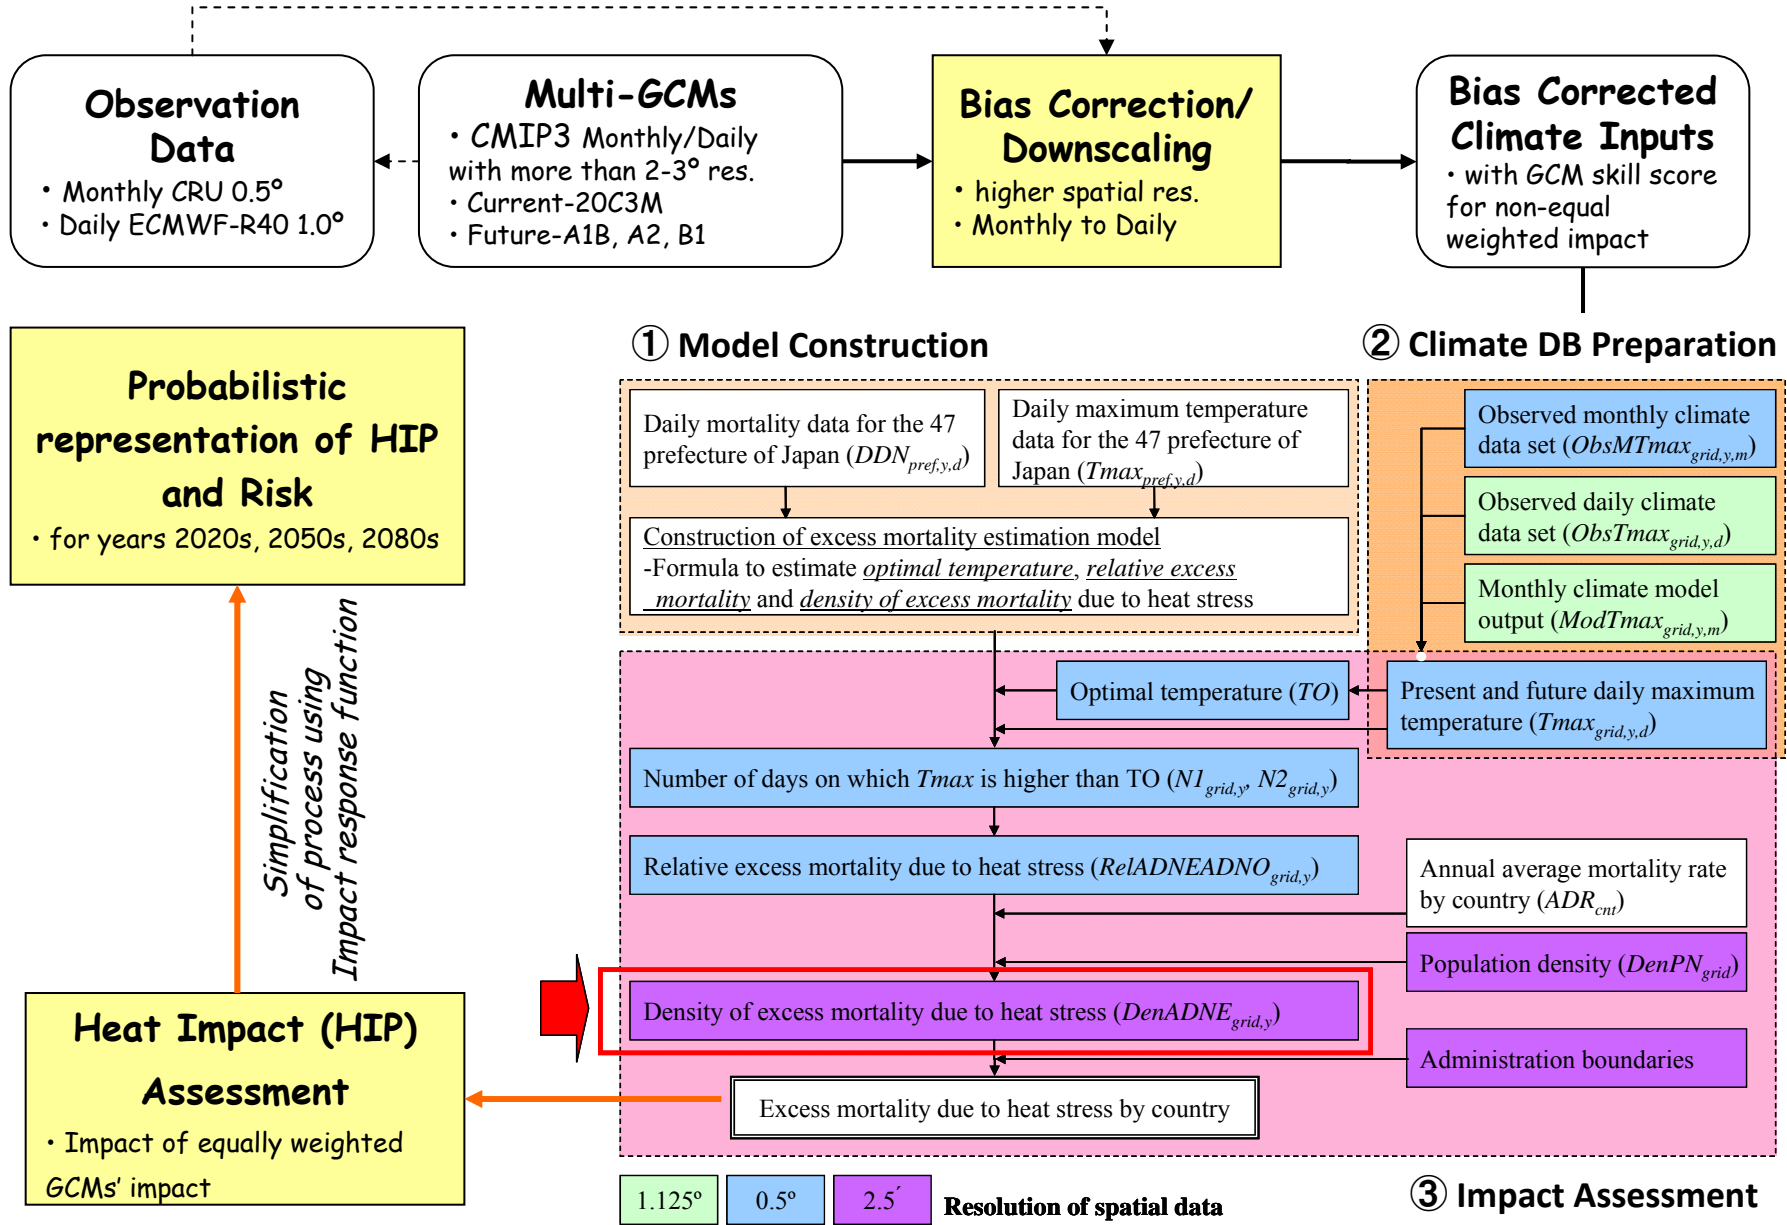 Observation
Data
• Monthly CRU 0.5º
• Daily ECMWF-R40 1.0º
Multi-GCMs
• CMIP3 Monthly/Daily
with more than 2-3º res.
• Current-20C3M
• Future-A1B, A2, B1
Bias Correction/
Downscaling
• higher spatial res.
• Monthly to Daily
Bias Corrected
Climate Inputs
• with GCM skill score
for non-equal
weighted impact
Probabilistic
representation of HIP
and Risk
• for years 2020s, 2050s, 2080s
Simplification
of process using
Impact response function
Heat Impact (HIP)
Assessment
• Impact of equally weighted
GCMs' impact
① Model Construction
Daily mortality data for the 47
prefecture of Japan (DDNpref,y,d)
Daily maximum temperature
data for the 47 prefecture of
Japan (Tmaxpref,y,d)
Construction of excess mortality estimation model
-Formula to estimate optimal temperature, relative excess
mortality and density of excess mortality due to heat stress
② Climate DB Preparation
Observed monthly climate
data set (ObsMTmaxgrid,y,m)
Observed daily climate
data set (ObsTmaxgrid,y,d)
Monthly climate model
output (ModTmaxgrid,y,m)
Optimal temperature (TO)
Present and future daily maximum
temperature (Tmaxgrid,y,d)
Number of days on which Tmax is higher than TO (N1grid,y, N2grid,y)
Relative excess mortality due to heat stress (RelADNEADNOgrid,y)
Annual average mortality rate
by country (ADRcnt)
Population density (DenPNgrid)
Density of excess mortality due to heat stress (DenADNEgrid,y)
Administration boundaries
Excess mortality due to heat stress by country
1.125º
0.5º
2.5´
Resolution of spatial data
③ Impact Assessment